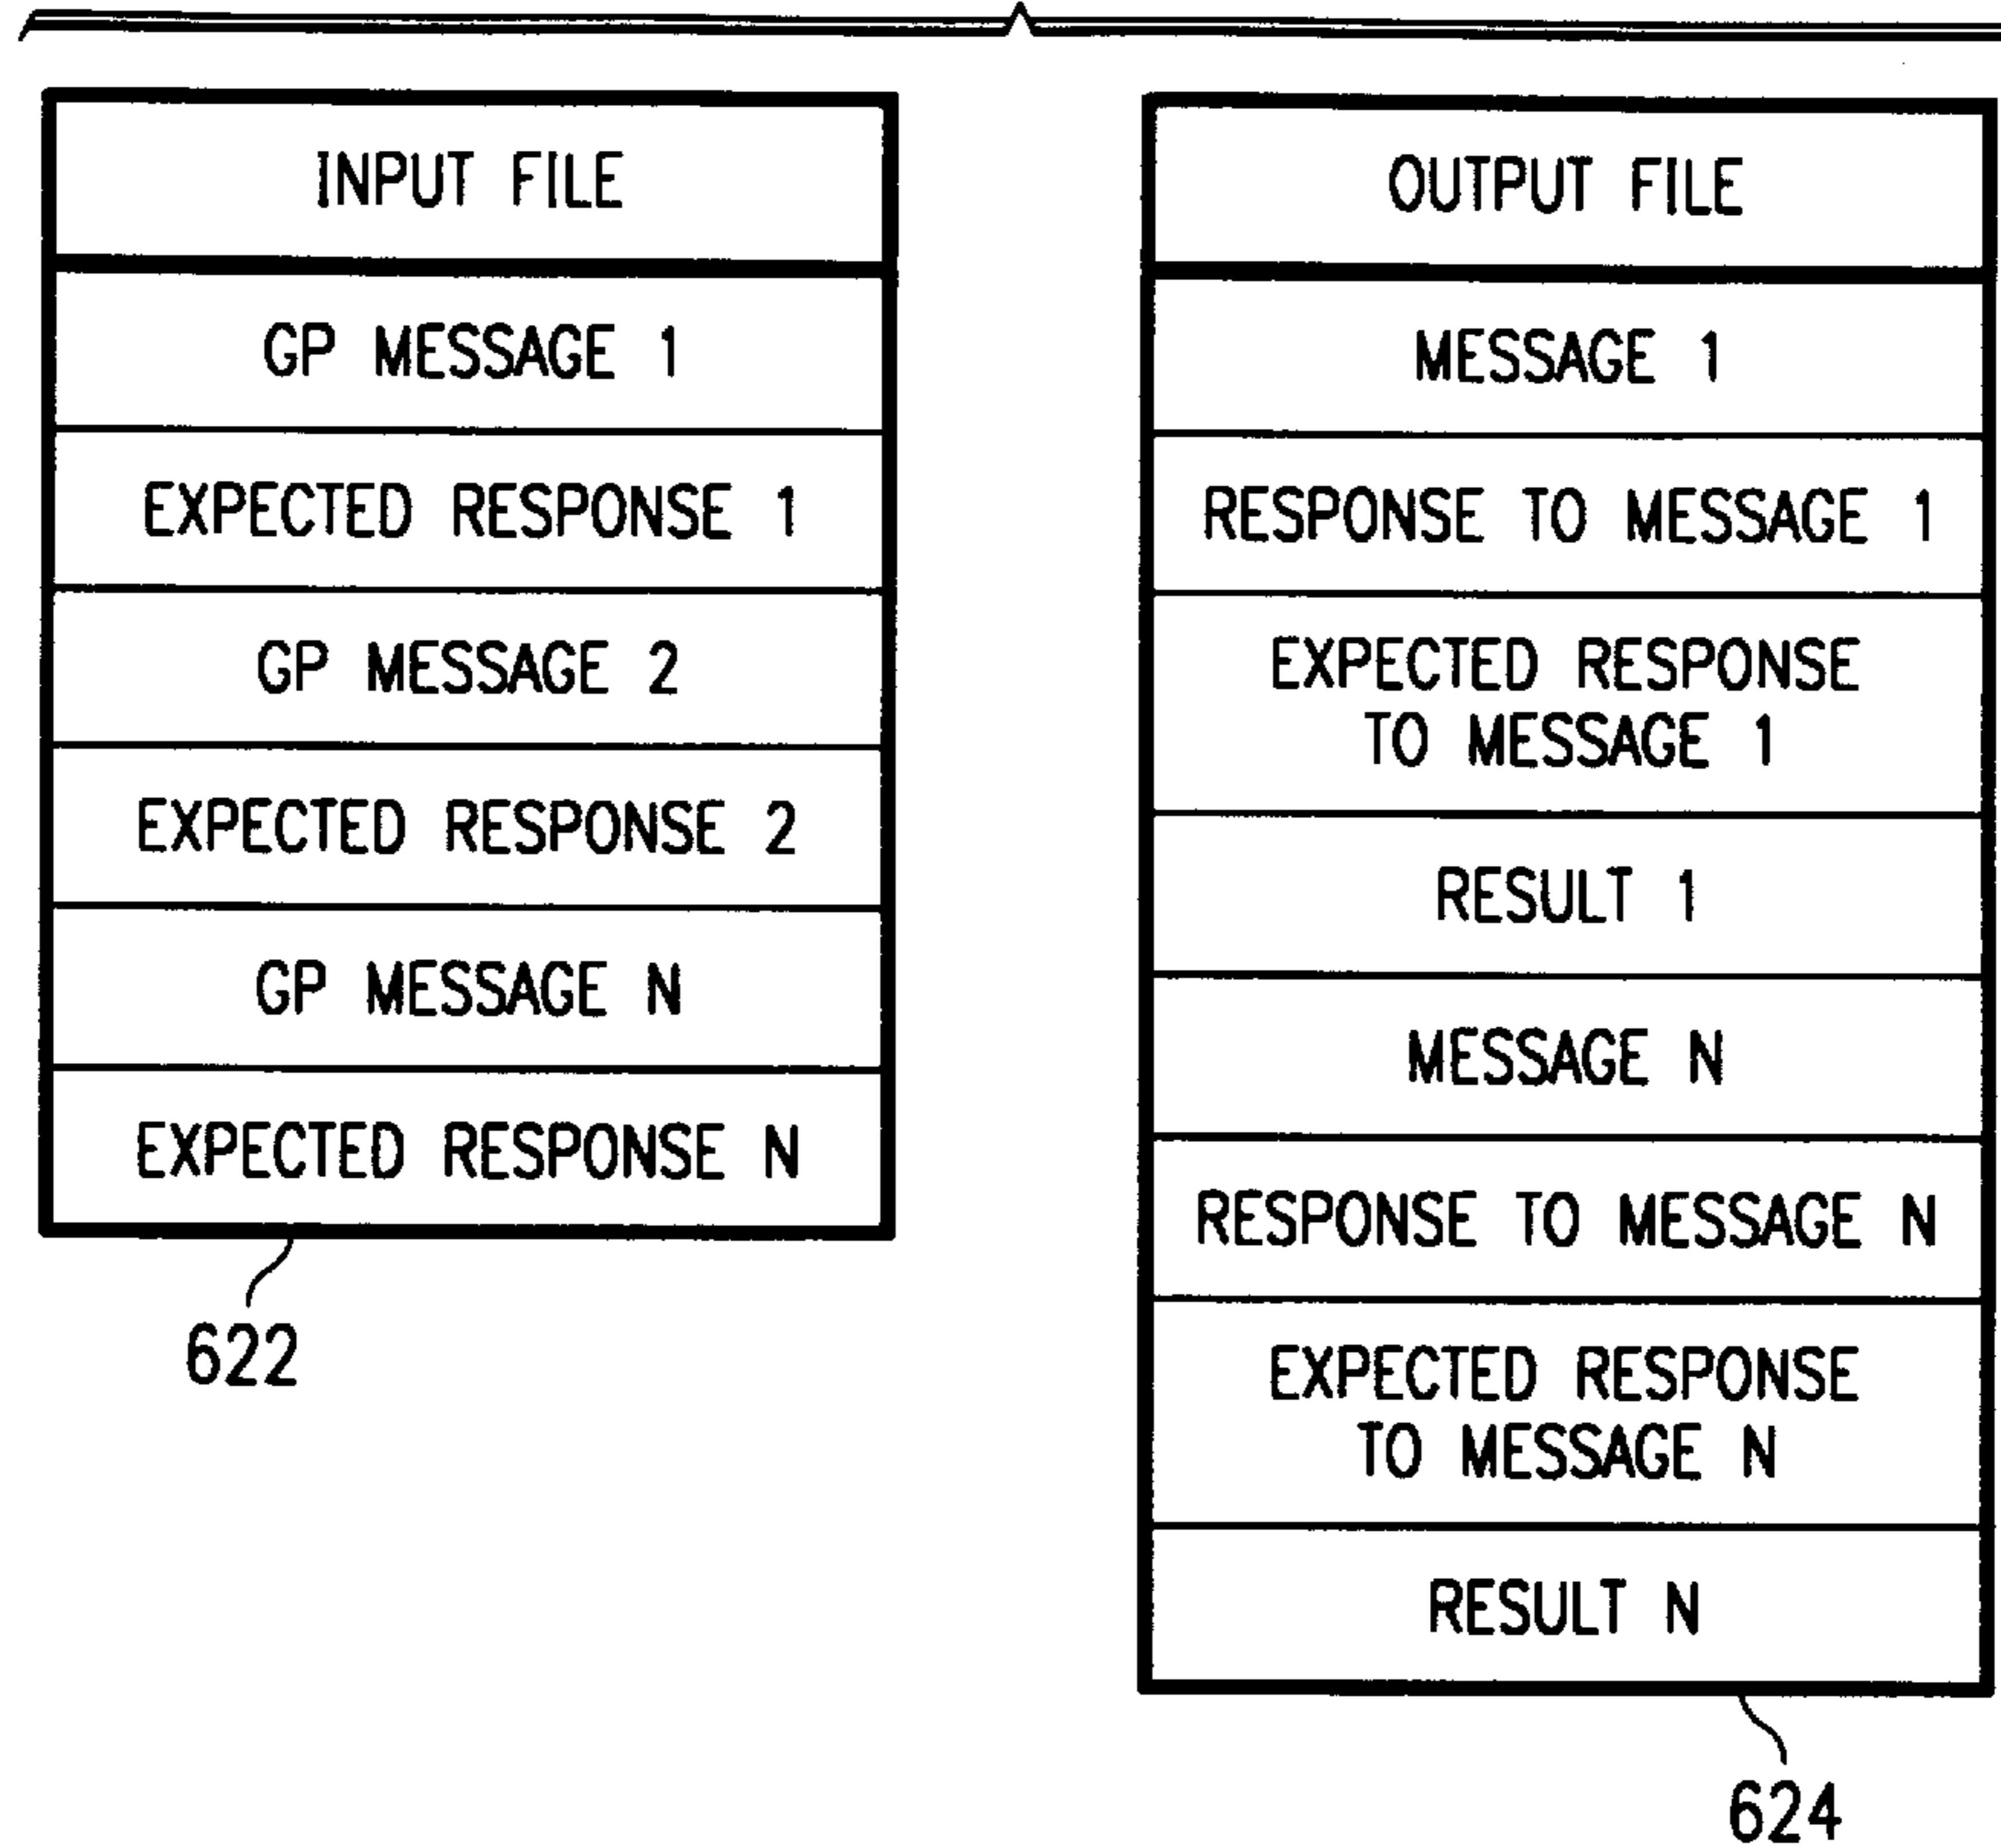 INPUT FILE
GP MESSAGE 1
EXPECTED RESPONSE 1
GP MESSAGE 2
EXPECTED RESPONSE 2
GP MESSAGE N
EXPECTED RESPONSE N
622
OUTPUT FILE
MESSAGE 1
RESPONSE TO MESSAGE 1
EXPECTED RESPONSE
TO MESSAGE 1
RESULT 1
MESSAGE N
RESPONSE TO MESSAGE N
EXPECTED RESPONSE
TO MESSAGE N
RESULT N
624